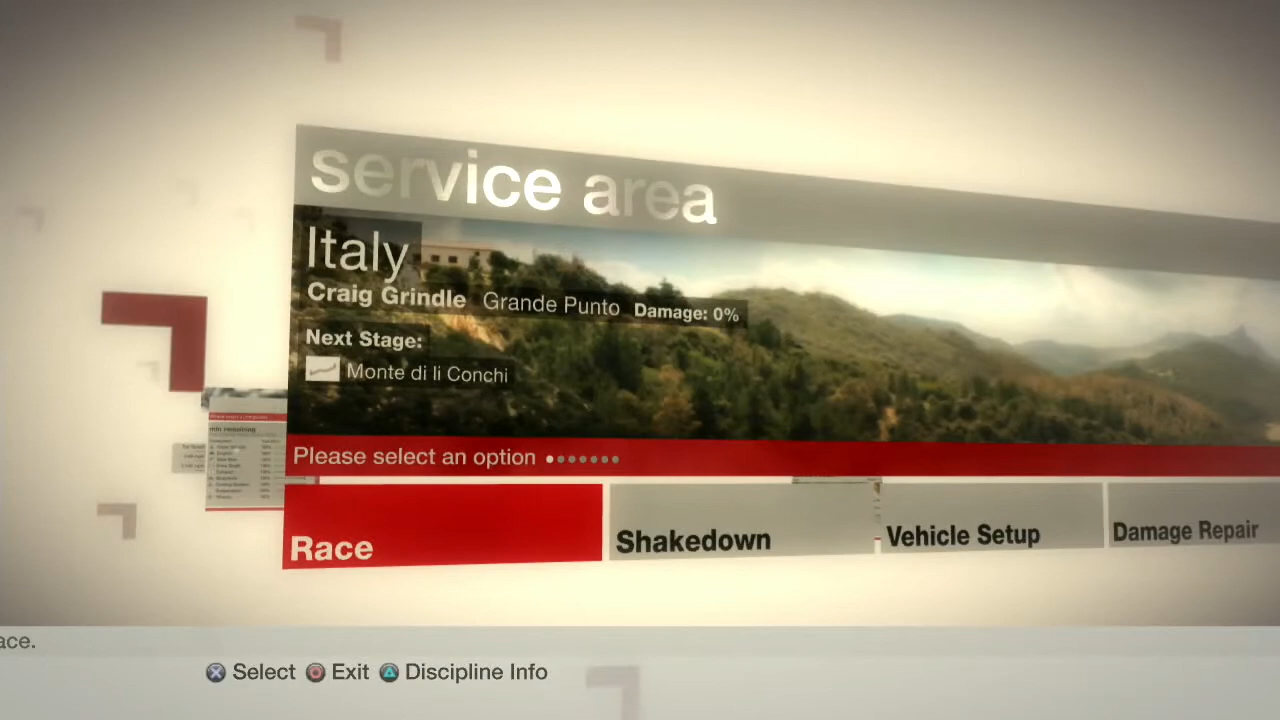 service area
Italy
Craig Grindle Grande Punto Damage: 0%
Next Stage:
Monte di li Conchi
Please select an option
Race
Shakedown
Vehicle Setup
Damage Repair
ace.
Select Exit Discipline Info